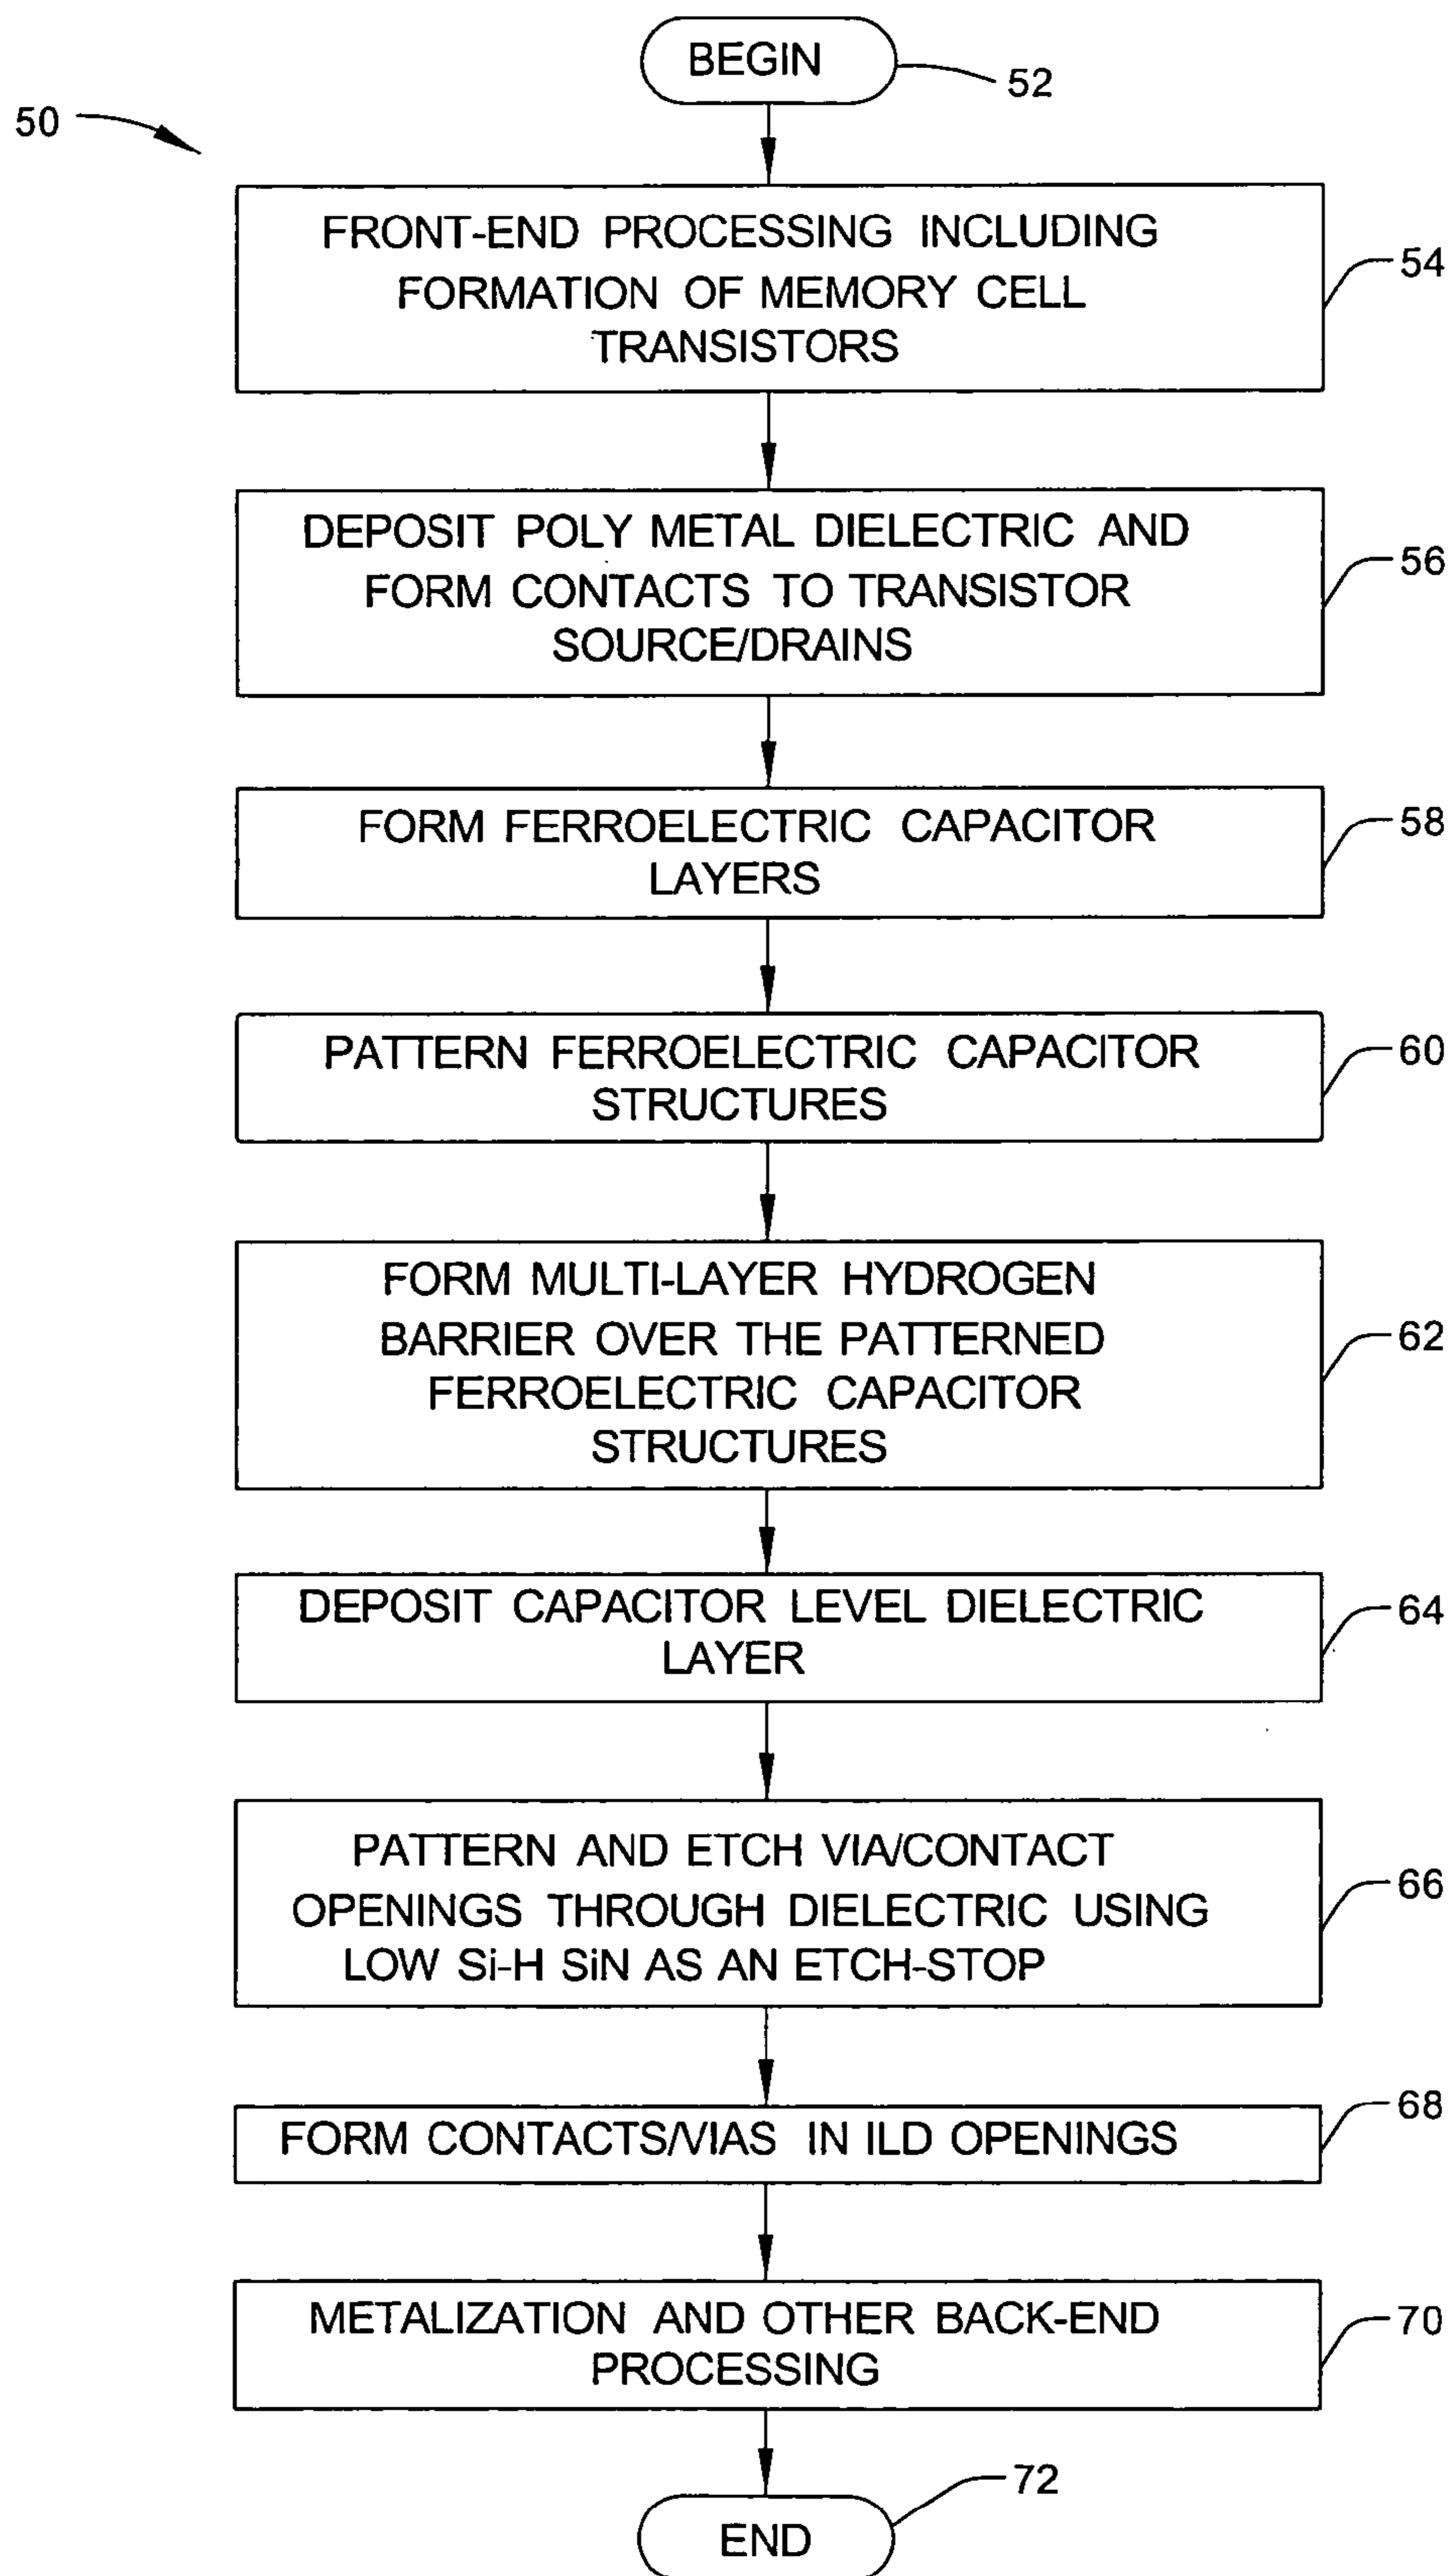 BEGIN
52
50
FRONT-END PROCESSING INCLUDING
FORMATION OF MEMORY CELL
TRANSISTORS
54
DEPOSIT POLY METAL DIELECTRIC AND
FORM CONTACTS TO TRANSISTOR
SOURCE/DRAINS
56
FORM FERROELECTRIC CAPACITOR
LAYERS
58
PATTERN FERROELECTRIC CAPACITOR
STRUCTURES
60
FORM MULTI-LAYER HYDROGEN
BARRIER OVER THE PATTERNED
FERROELECTRIC CAPACITOR
STRUCTURES
62
DEPOSIT CAPACITOR LEVEL DIELECTRIC
LAYER
64
PATTERN AND ETCH VIA/CONTACT
OPENINGS THROUGH DIELECTRIC USING
LOW Si-H SiN AS AN ETCH-STOP
66
FORM CONTACTS/VIAS IN ILD OPENINGS
68
METALIZATION AND OTHER BACK-END
PROCESSING
70
72
END